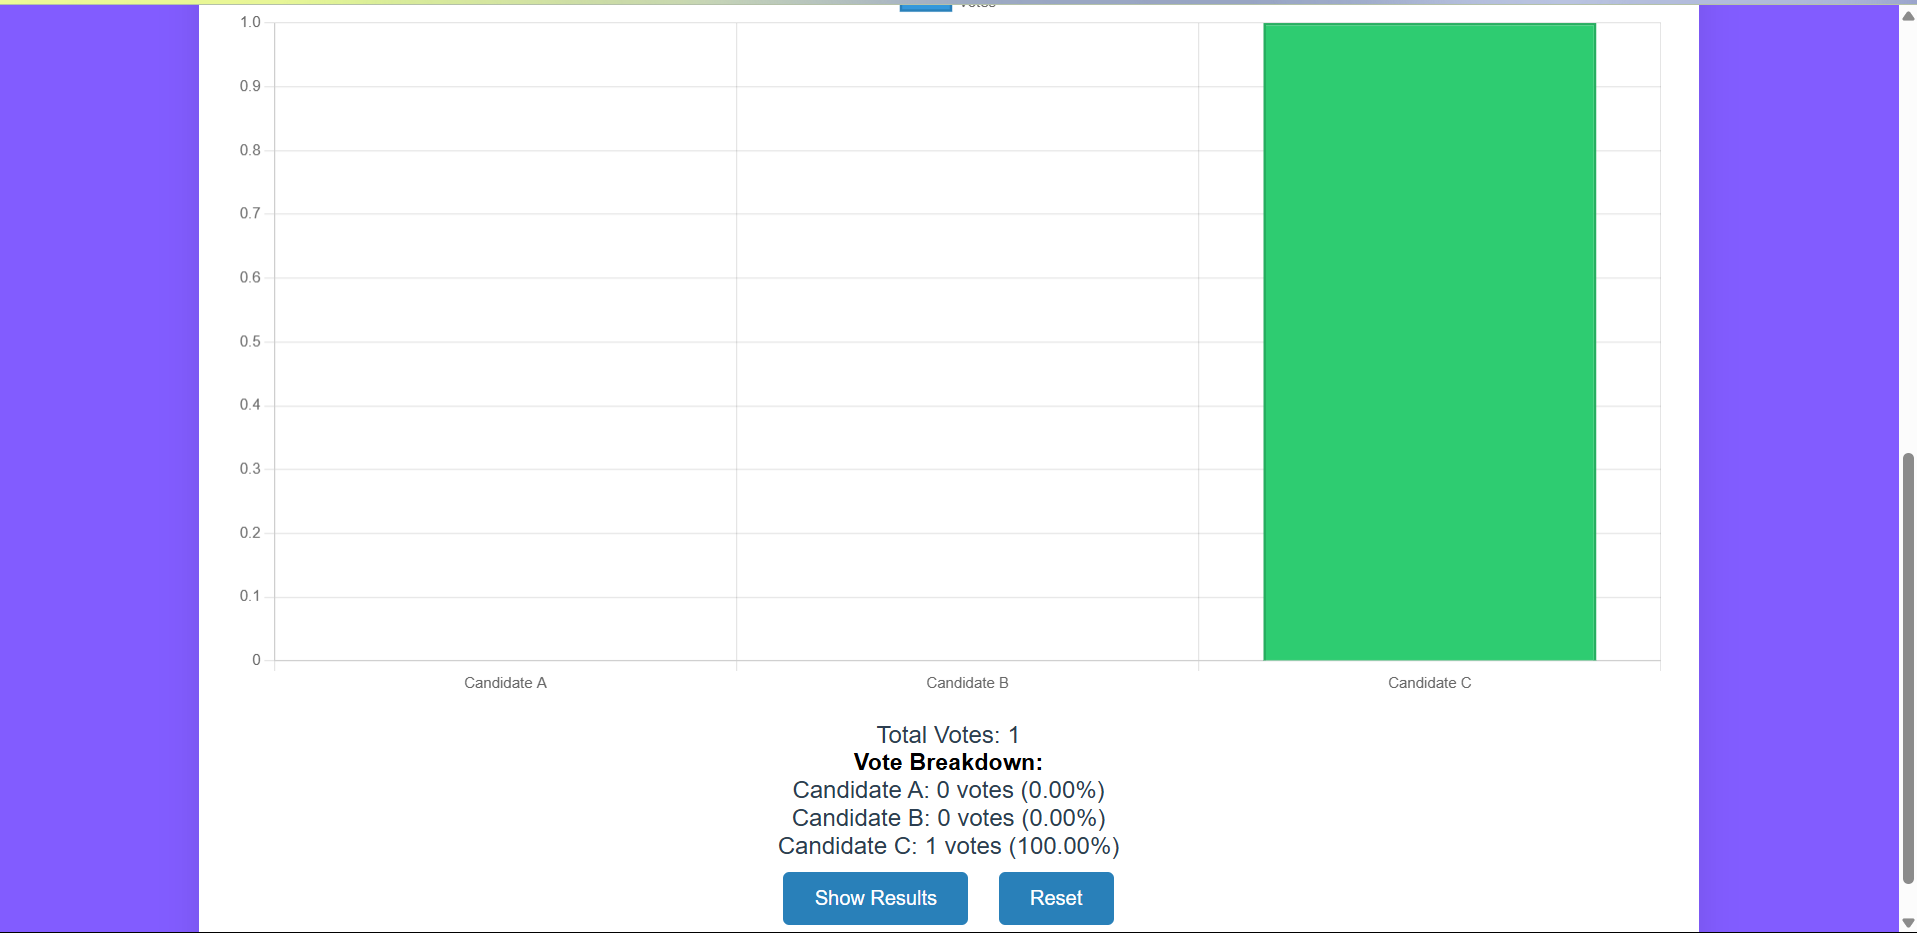 1.0
0.9
0.8
0.7
0.6
0.5
0.4
0.3
0.2
0.1
0
Candidate A Candidate B Candidate C
Total Votes: 1
Vote Breakdown:
Candidate A: 0 votes (0.00%)
Candidate B: 0 votes (0.00%)
Candidate C: 1 votes (100.00%)
Show Results Reset